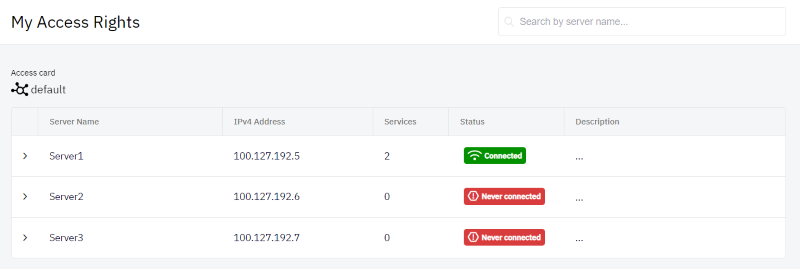 My Access Rights
Search by server name...
Access card
default
Server Name IPv4 Address Services Status Description
Server1 100.127.192.5 2 Connected ...
Server2 100.127.192.6 0 Never connected ...
Server3 100.127.192.7 0 Never connected ...